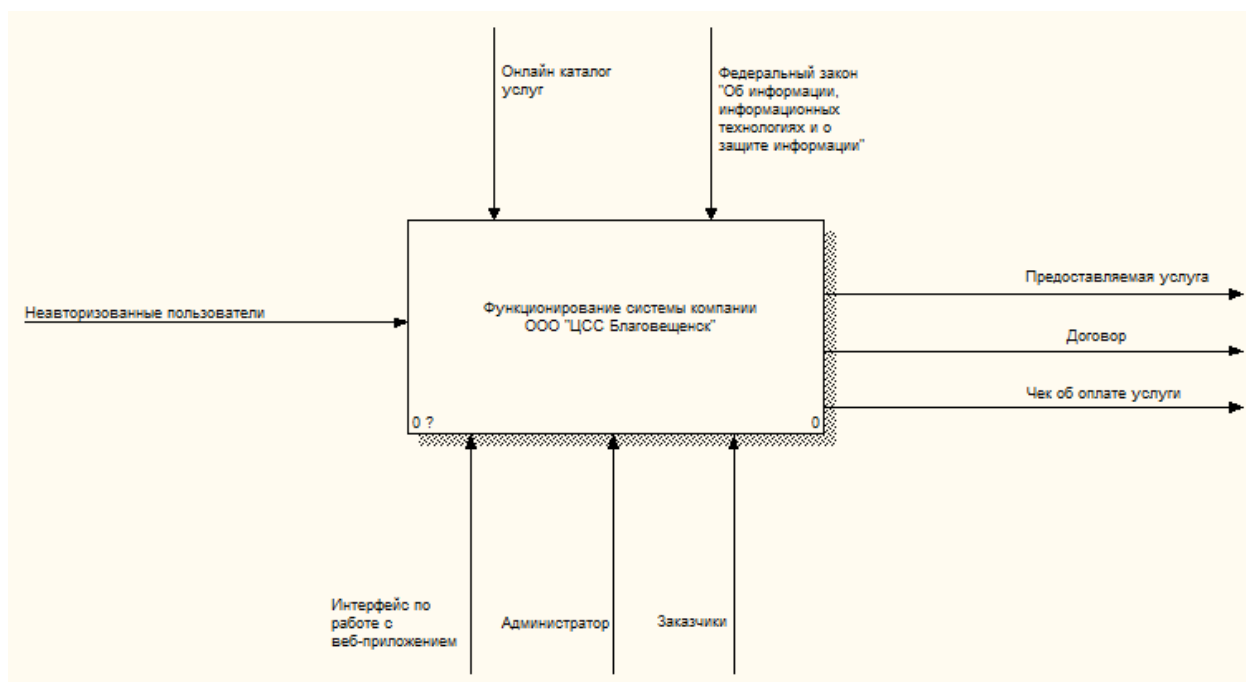 Онлайн каталог
услуг
Федеральный закон
"Об информации,
информационных
технологиях и о
защите информации"
Неавторизованные пользователи
Функционирование системы компании
ООО "ЦСС Благовещенск"
0 ?
0
Предоставляемая услуга
Договор
Чек об оплате услуги
Интерфейс по
работе с
веб-приложением
Администратор
Заказчики